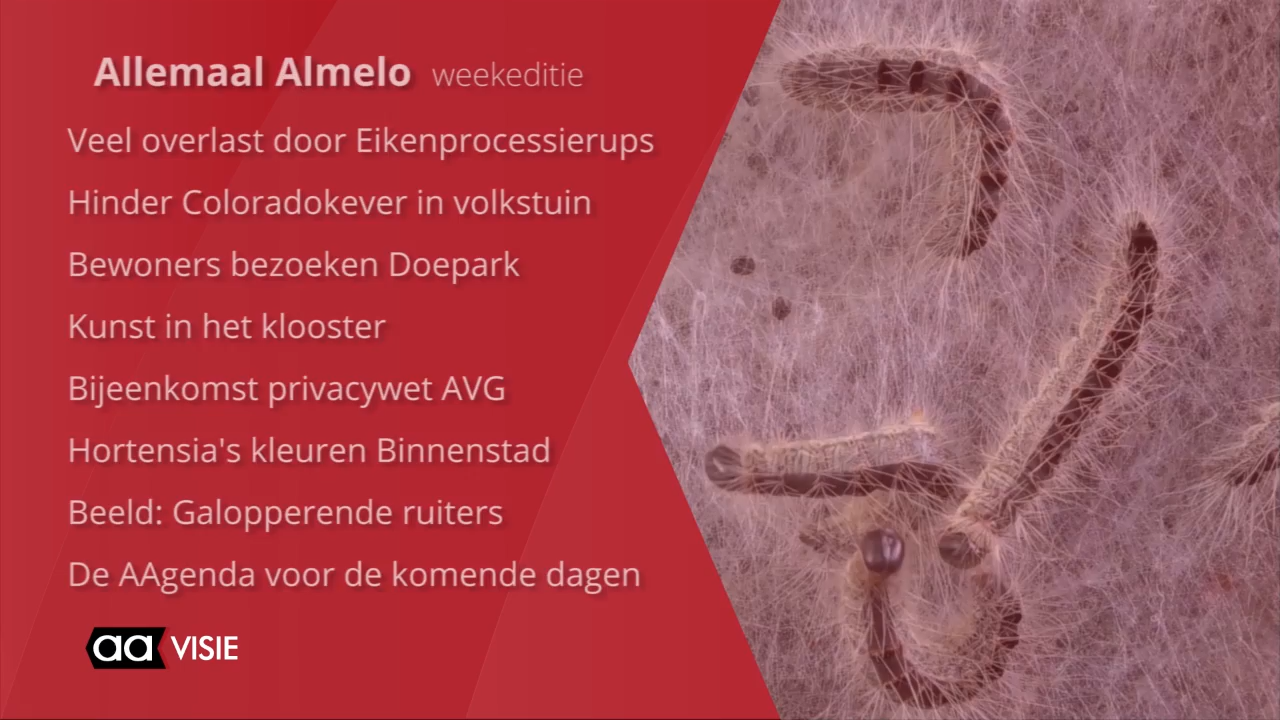 Allemaal Almelo weekeditie
Veel overlast door Eikenprocessierups
Hinder Coloradokever in volkstuin
Bewoners bezoeken Doepark
Kunst in het klooster
Bijeenkomst privacywet AVG
Hortensia's kleuren Binnenstad
Beeld: Galopperende ruiters
De AAgenda voor de komende dagen
aa VISIE